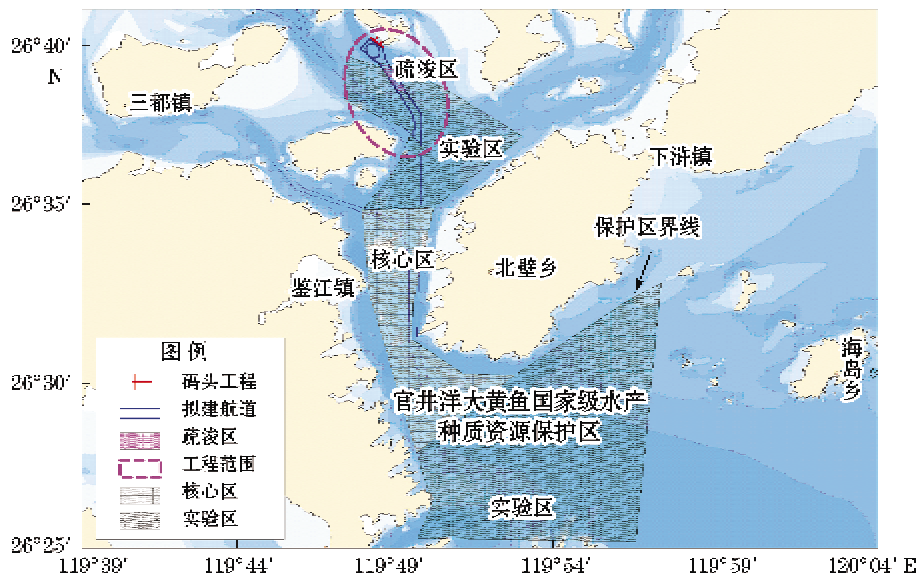 26°40′
N
疏浚区
三都镇
实验区
下浒镇
26°35′
保护区界线
核心区
北壁乡
鉴江镇
图例
海岛乡
码头工程
26°30′
拟建航道
官井洋大黄鱼国家级水产
种质资源保护区
疏浚区
工程范围
核心区
实验区
实验区
26°25′
119°39′
119°44′
119°49′
119°54′
119°59′
120°04′E